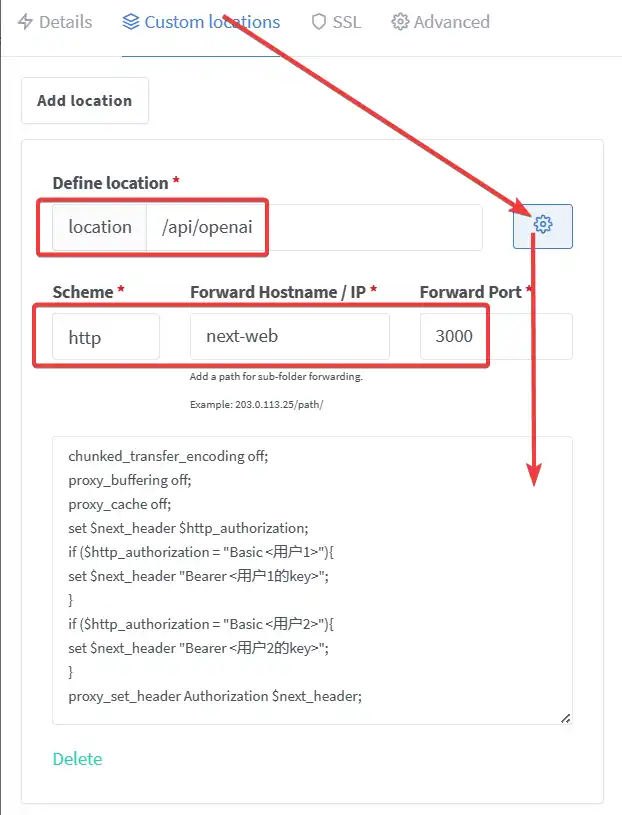 Details Custom locations SSL Advanced
Add location
Define location *
location /api/openai
Scheme * Forward Hostname / IP * Forward Port *
http next-web 3000
Add a path for sub-folder forwarding.
Example: 203.0.113.25/path/
chunked_transfer_encoding off;
proxy_buffering off;
proxy_cache off;
set $next_header $http_authorization;
if ($http_authorization = "Basic <用户1>"){
set $next_header "Bearer <用户1的key>";
}
if ($http_authorization = "Basic <用户2>"){
set $next_header "Bearer <用户2的key>";
}
proxy_set_header Authorization $next_header;
Delete